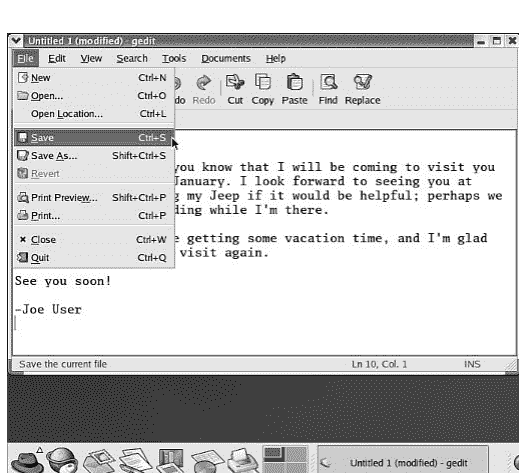 Untitled 1 (modified) - gedit
File Edit View Search Tools Documents Help
New Ctrl+N
Open... Ctrl+O
Open Location... Ctrl+L
Save Ctrl+S
Save As... Shift+Ctrl+S
Revert
Print Preview... Shift+Ctrl+P
Print... Ctrl+P
Close Ctrl+W
Quit Ctrl+Q
do Redo Cut Copy Paste Find Replace
you know that I will be coming to visit you
January. I look forward to seeing you at
my Jeep if it would be helpful; perhaps we
ding while I'm there.
getting some vacation time, and I'm glad
visit again.
See you soon!
-Joe User
Save the current file Ln 10, Col. 1 INS
Untitled 1 (modified) - gedit